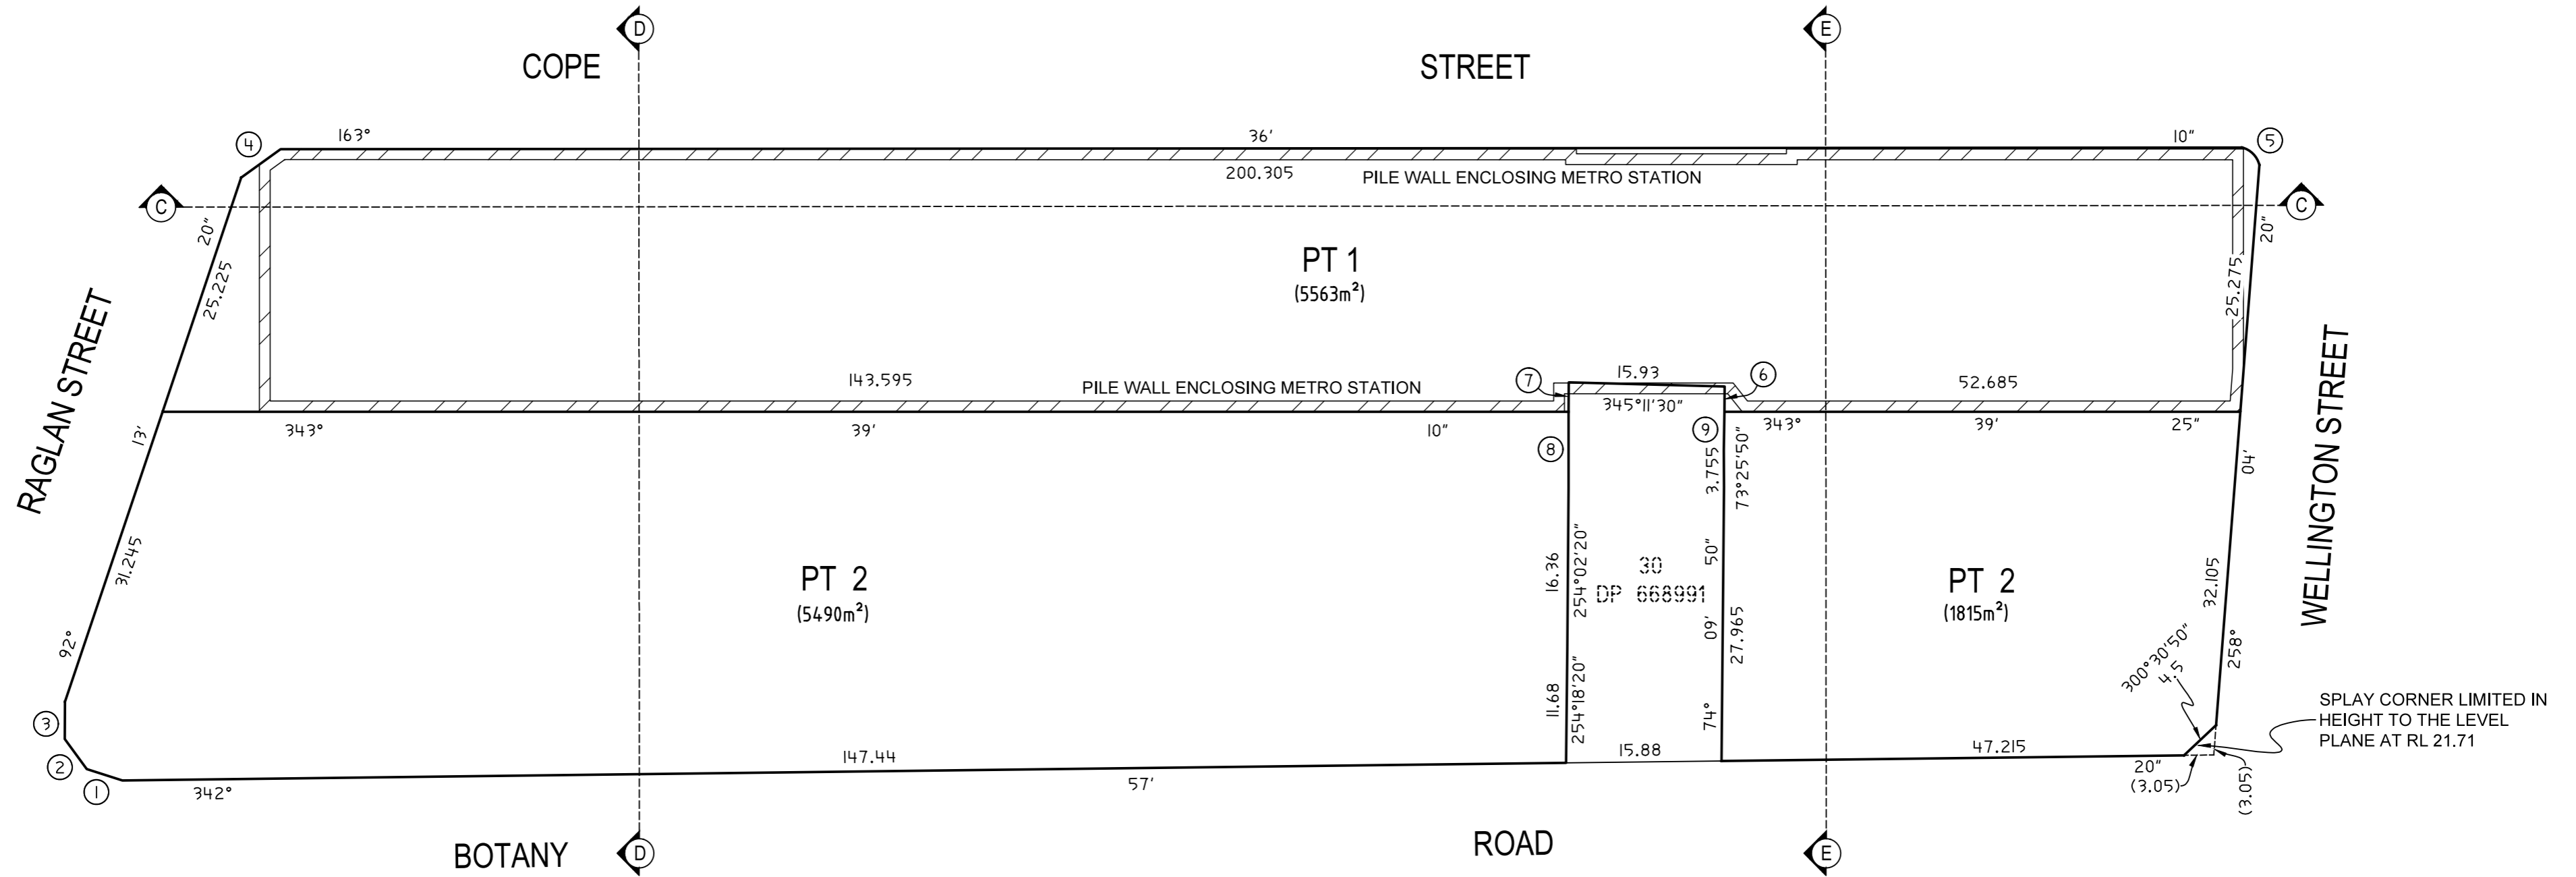 D
E
COPE
STREET
4
163°
36'
10"
5
200.305
PILE WALL ENCLOSING METRO STATION
C
C
20"
20"
25.225
25.275
PT 1
(5563m²)
RAGLAN STREET
WELLINGTON STREET
143.595
PILE WALL ENCLOSING METRO STATION
7
15.93
6
52.685
345°11'30"
343°
39'
10"
8
9
343°
39'
25"
13'
04'
3.755
73°25'50"
31.245
16.36
254°02'20"
30
DP 668991
50"
09'
27.965
74°
PT 2
(5490m²)
PT 2
(1815m²)
32.105
258°
300°30'50"
4.5
92°
11.68
254°18'20"
SPLAY CORNER LIMITED IN
HEIGHT TO THE LEVEL
PLANE AT RL 21.71
3
2
1
147.44
15.88
47.215
342°
57'
20"
(3.05)
(3.05)
BOTANY
ROAD
D
E